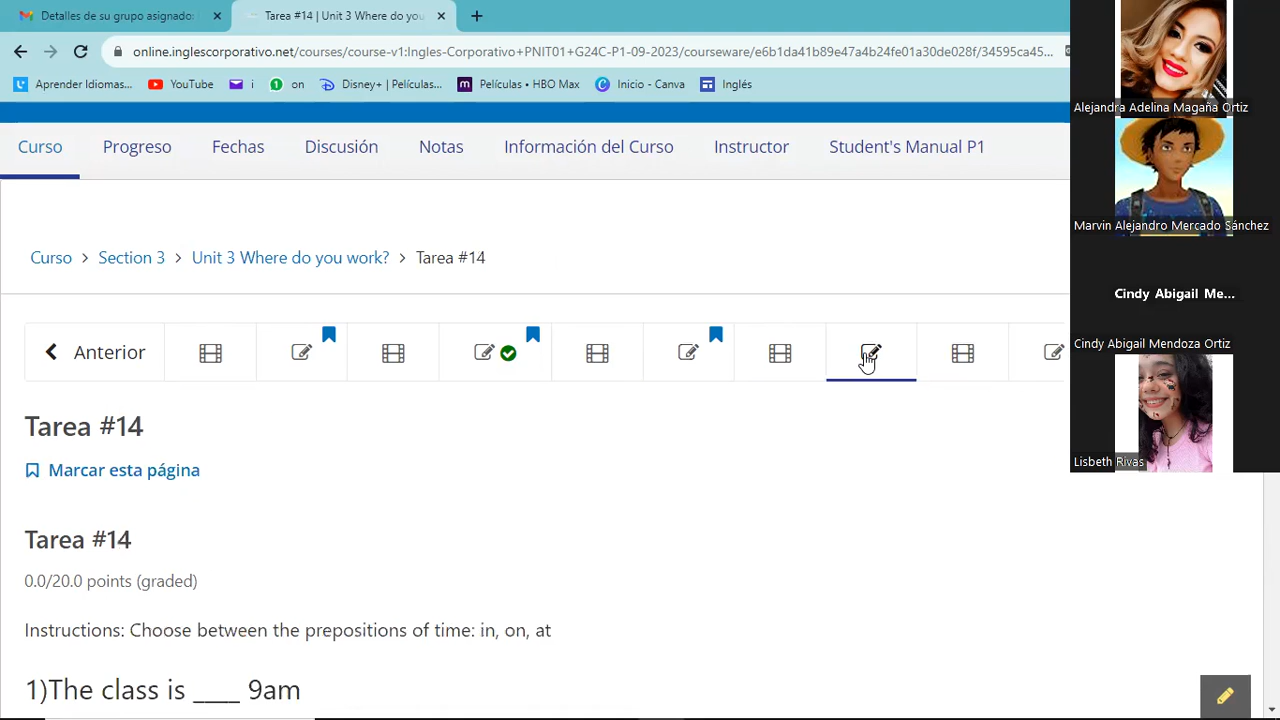 Detalles de su grupo asignado:
Tarea #14 | Unit 3 Where do you
online.inglescorporativo.net/courses/course-v1:Ingles-Corporativo+PNIT01+G24C-P1-09-2023/courseware/e6b1da41b89e47a4b24fe01a30de028f/34595ca45...
Aprender Idiomas...
YouTube
i
on
Disney+ | Películas...
Películas • HBO Max
Inicio - Canva
Inglés
Curso
Progreso
Fechas
Discusión
Notas
Información del Curso
Instructor
Student's Manual P1
Curso > Section 3 > Unit 3 Where do you work? > Tarea #14
Anterior
Tarea #14
Marcar esta página
Tarea #14
0.0/20.0 points (graded)
Instructions: Choose between the prepositions of time: in, on, at
1)The class is ____ 9am
Alejandra Adelina Magaña Ortiz
Marvin Alejandro Mercado Sánchez
Cindy Abigail Me...
Cindy Abigail Mendoza Ortiz
Lisbeth Rivas